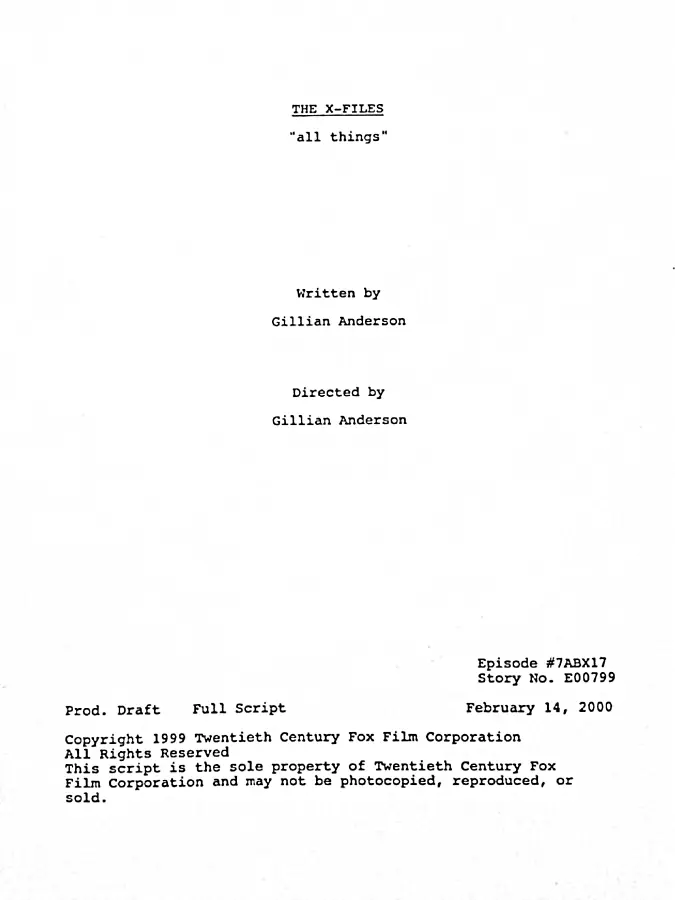 THE X-FILES
"all things"
Written by
Gillian Anderson
Directed by
Gillian Anderson
Episode #7ABX17
Story No. E00799
Prod. Draft Full Script February 14, 2000
Copyright 1999 Twentieth Century Fox Film Corporation
All Rights Reserved
This script is the sole property of Twentieth Century Fox
Film Corporation and may not be photocopied, reproduced, or
sold.